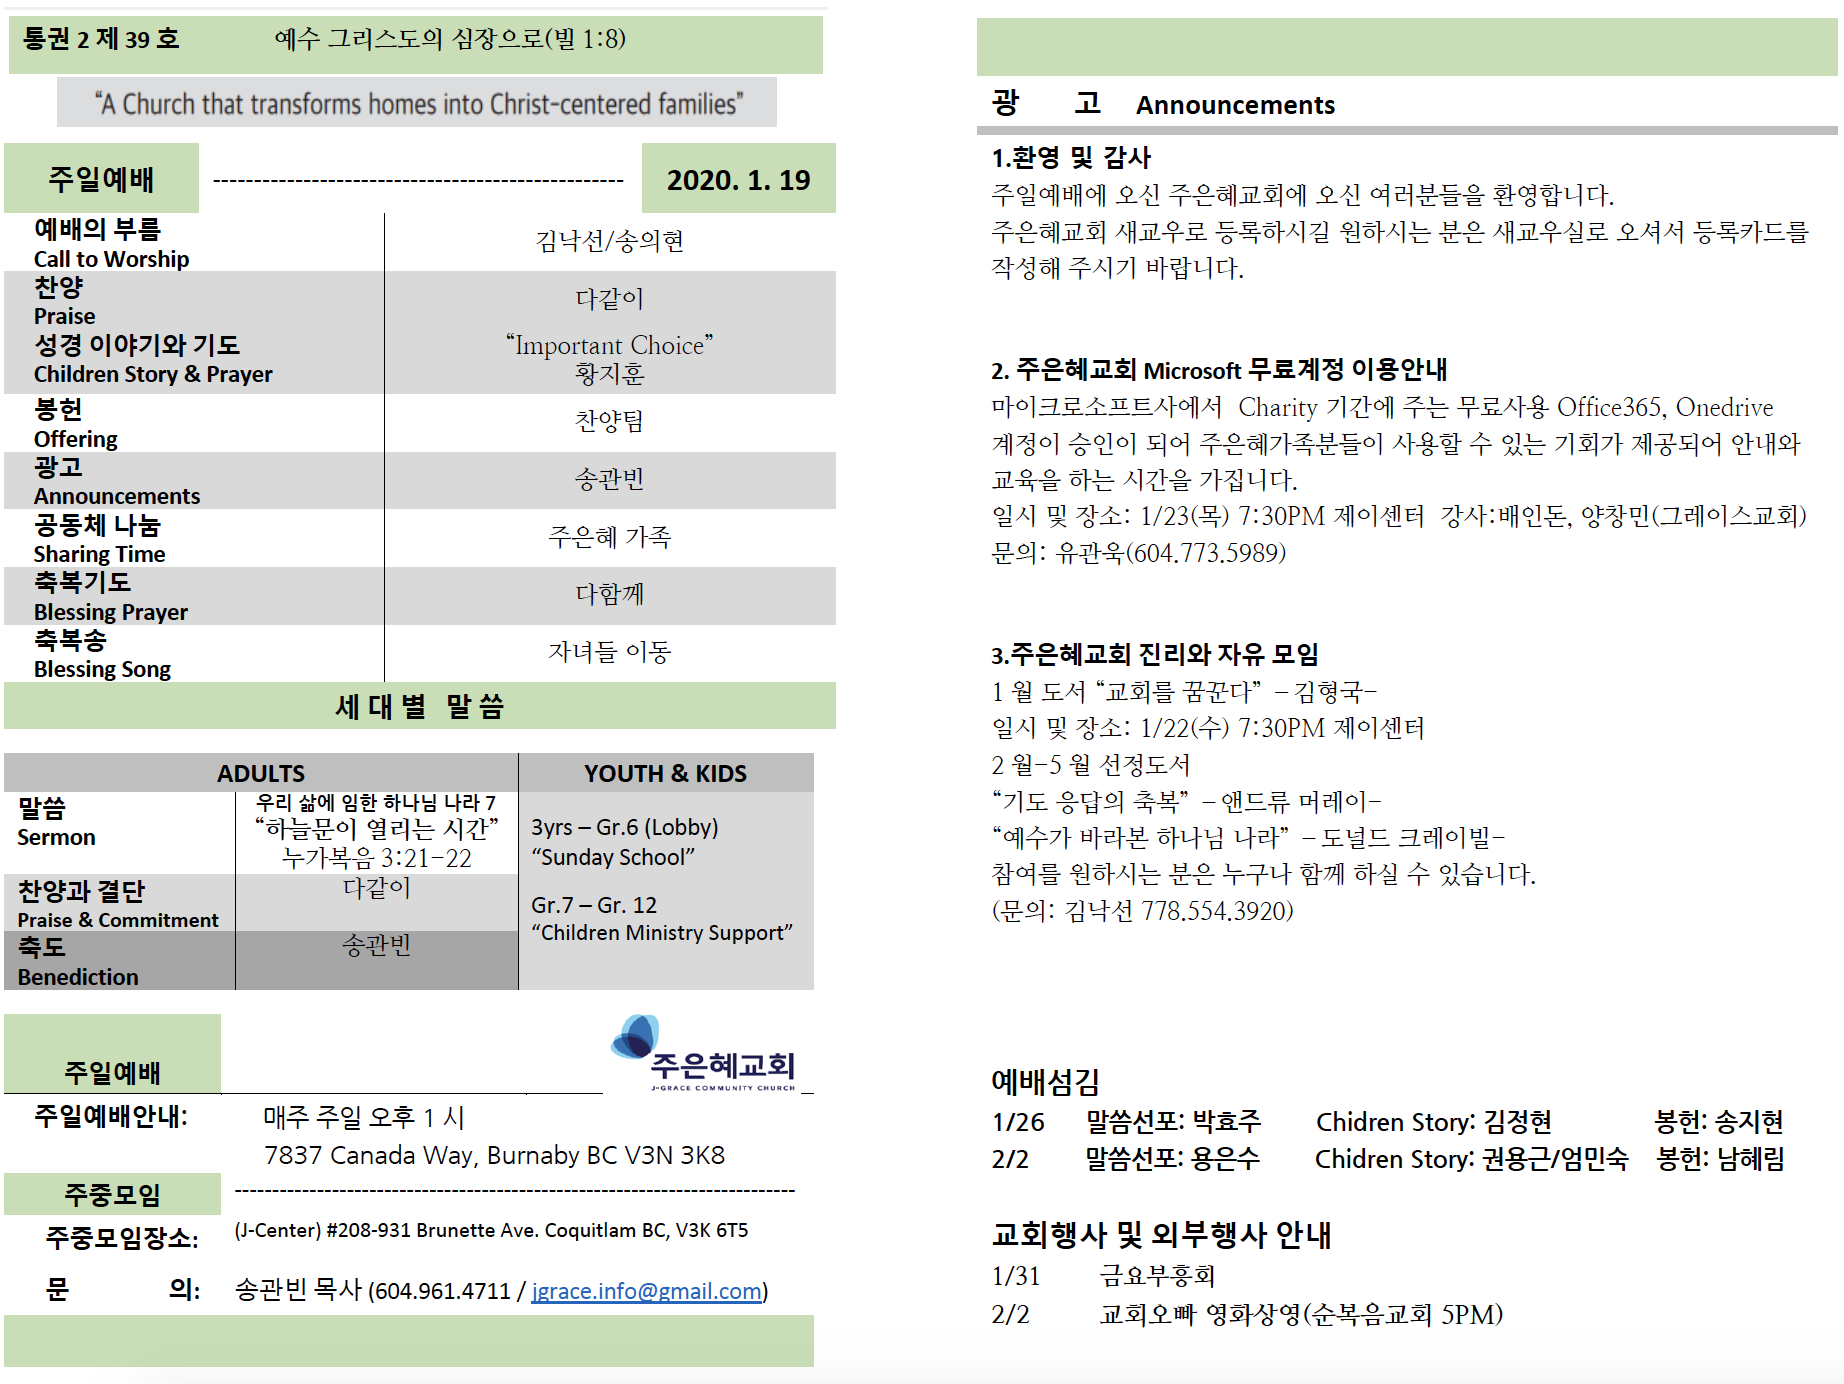 통권 2 제 39 호 예수 그리스도의 심장으로(빌 1:8)
“A Church that transforms homes into Christ-centered families”
주일예배 -------------------------------------------------- 2020. 1. 19
예배의 부름
Call to Worship
김낙선/송의현
찬양
Praise
다같이
성경 이야기와 기도
Children Story & Prayer
“Important Choice”
황지훈
봉헌
Offering
찬양팀
광고
Announcements
송관빈
공동체 나눔
Sharing Time
주은혜 가족
축복기도
Blessing Prayer
다함께
축복송
Blessing Song
자녀들 이동
세 대 별 말 씀
ADULTS
YOUTH & KIDS
말씀
Sermon
우리 삶에 임한 하나님 나라 7
“하늘문이 열리는 시간”
누가복음 3:21-22
찬양과 결단
Praise & Commitment
다같이
축도
Benediction
송관빈
3yrs – Gr.6 (Lobby)
“Sunday School”
Gr.7 – Gr. 12
“Children Ministry Support”
주일예배
주은혜교회
J-GRACE COMMUNITY CHURCH
주일예배안내: 매주 주일 오후 1 시
7837 Canada Way, Burnaby BC V3N 3K8
주중모임 --------------------------------------------------------------------------
주중모임장소: (J-Center) #208-931 Brunette Ave. Coquitlam BC, V3K 6T5
문 의: 송관빈 목사 (604.961.4711 / jgrace.info@gmail.com)
광 고 Announcements
1.환영 및 감사
주일예배에 오신 주은혜교회에 오신 여러분들을 환영합니다.
주은혜교회 새교우로 등록하시길 원하시는 분은 새교우실로 오셔서 등록카드를
작성해 주시기 바랍니다.
2. 주은혜교회 Microsoft 무료계정 이용안내
마이크로소프트사에서 Charity 기간에 주는 무료사용 Office365, Onedrive
계정이 승인이 되어 주은혜가족분들이 사용할 수 있는 기회가 제공되어 안내와
교육을 하는 시간을 가집니다.
일시 및 장소: 1/23(목) 7:30PM 제이센터 강사:배인돈, 양창민(그레이스교회)
문의: 유관욱(604.773.5989)
3.주은혜교회 진리와 자유 모임
1 월 도서 “교회를 꿈꾼다” –김형국-
일시 및 장소: 1/22(수) 7:30PM 제이센터
2 월-5 월 선정도서
“기도 응답의 축복” –앤드류 머레이-
“예수가 바라본 하나님 나라” –도널드 크레이빌-
참여를 원하시는 분은 누구나 함께 하실 수 있습니다.
(문의: 김낙선 778.554.3920)
예배섬김
1/26 말씀선포: 박효주 Chidren Story: 김정현 봉헌: 송지현
2/2 말씀선포: 용은수 Chidren Story: 권용근/엄민숙 봉헌: 남혜림
교회행사 및 외부행사 안내
1/31 금요부흥회
2/2 교회오빠 영화상영(순복음교회 5PM)